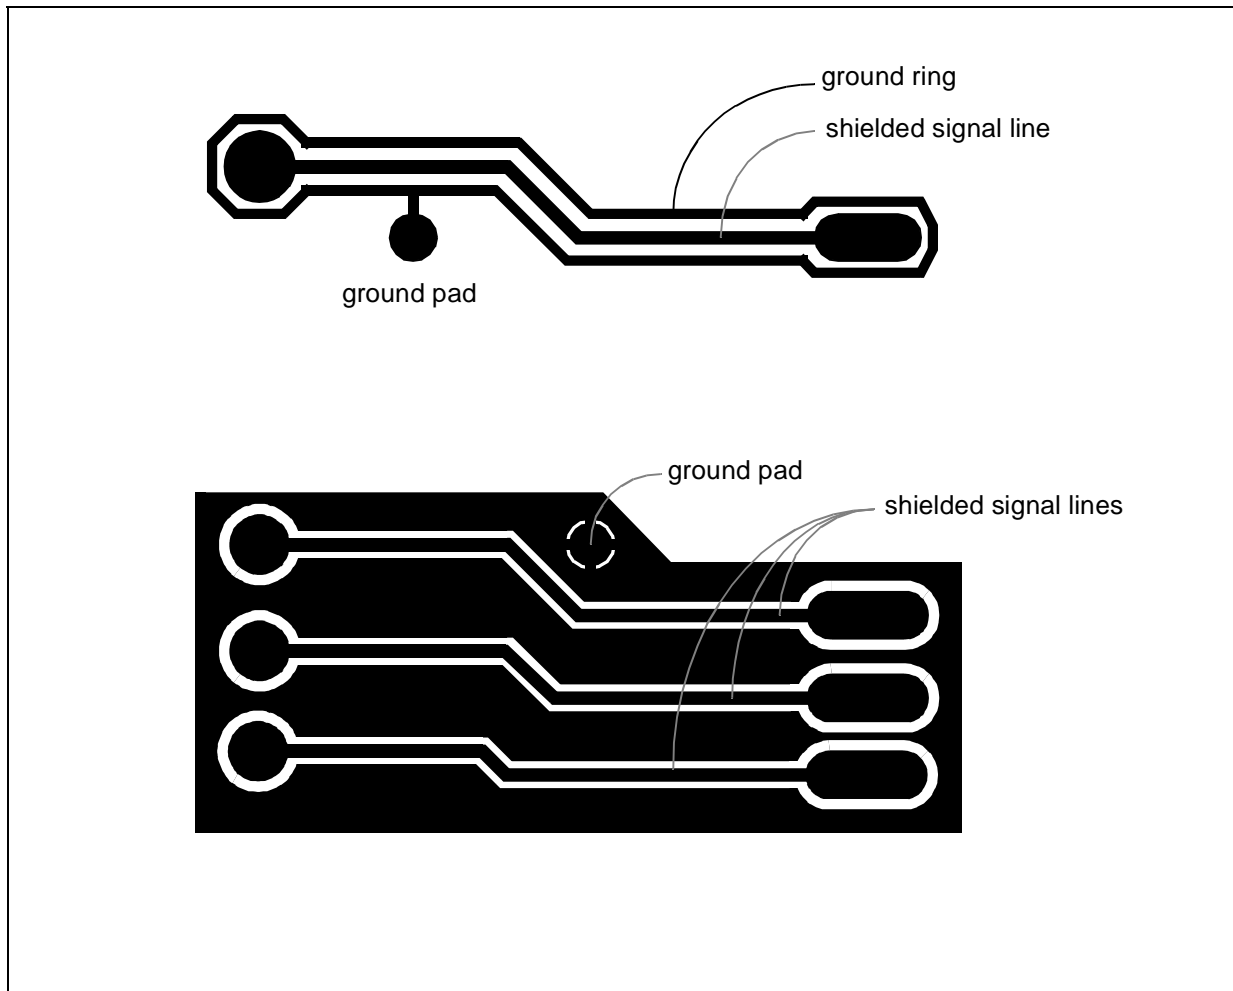 ground ring
shielded signal line
ground pad
ground pad
shielded signal lines